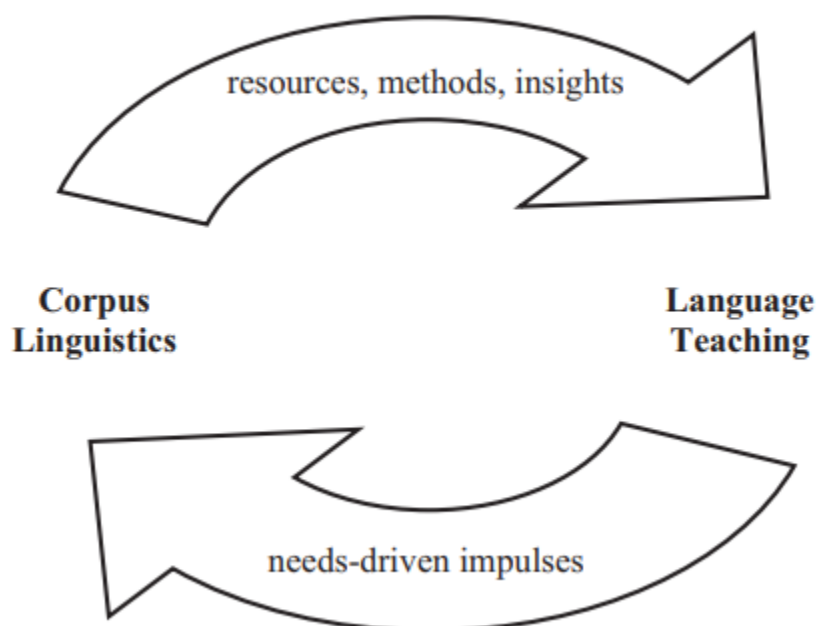 resources, methods, insights
Corpus
Linguistics
Language
Teaching
needs-driven impulses